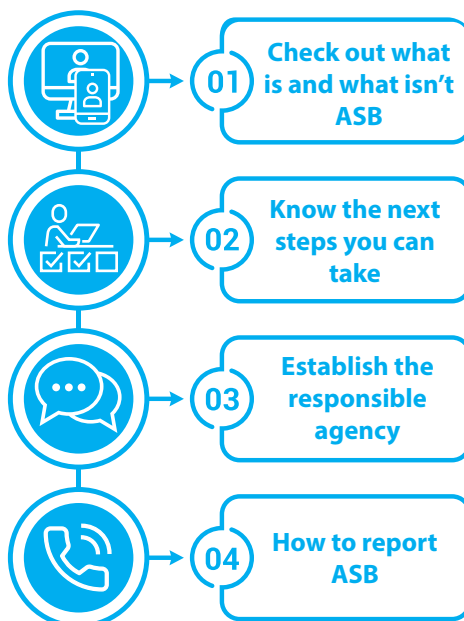 01
Check out what
is and what isn’t
ASB
02
Know the next
steps you can
take
03
Establish the
responsible
agency
04
How to report
ASB